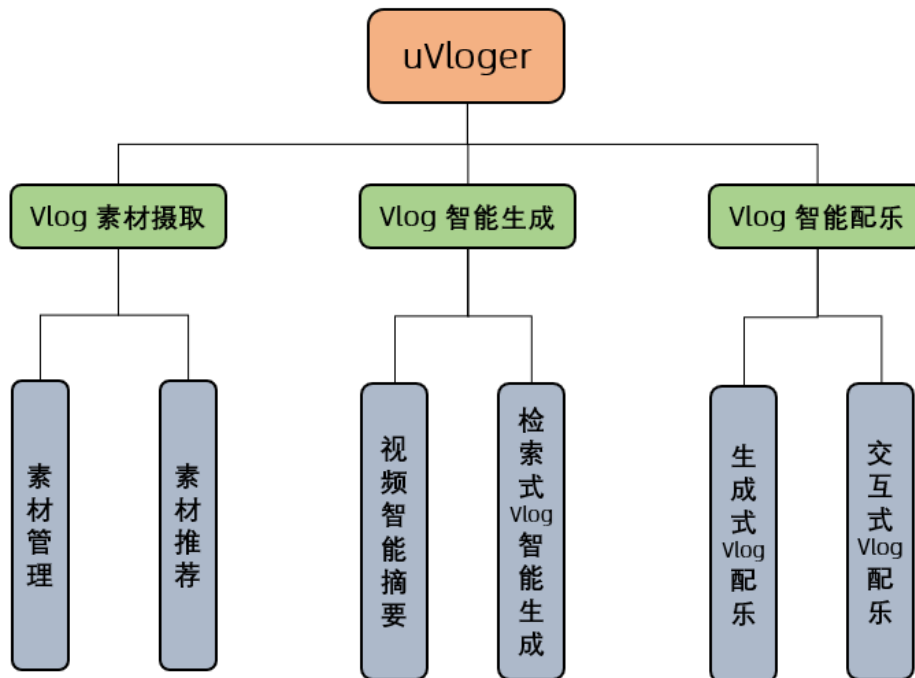 uVloger
Vlog 素材摄取
Vlog 智能生成
Vlog 智能配乐
素材管理
素材推荐
视频智能摘要
检索式Vlog智能生成
生成式Vlog配乐
交互式Vlog配乐